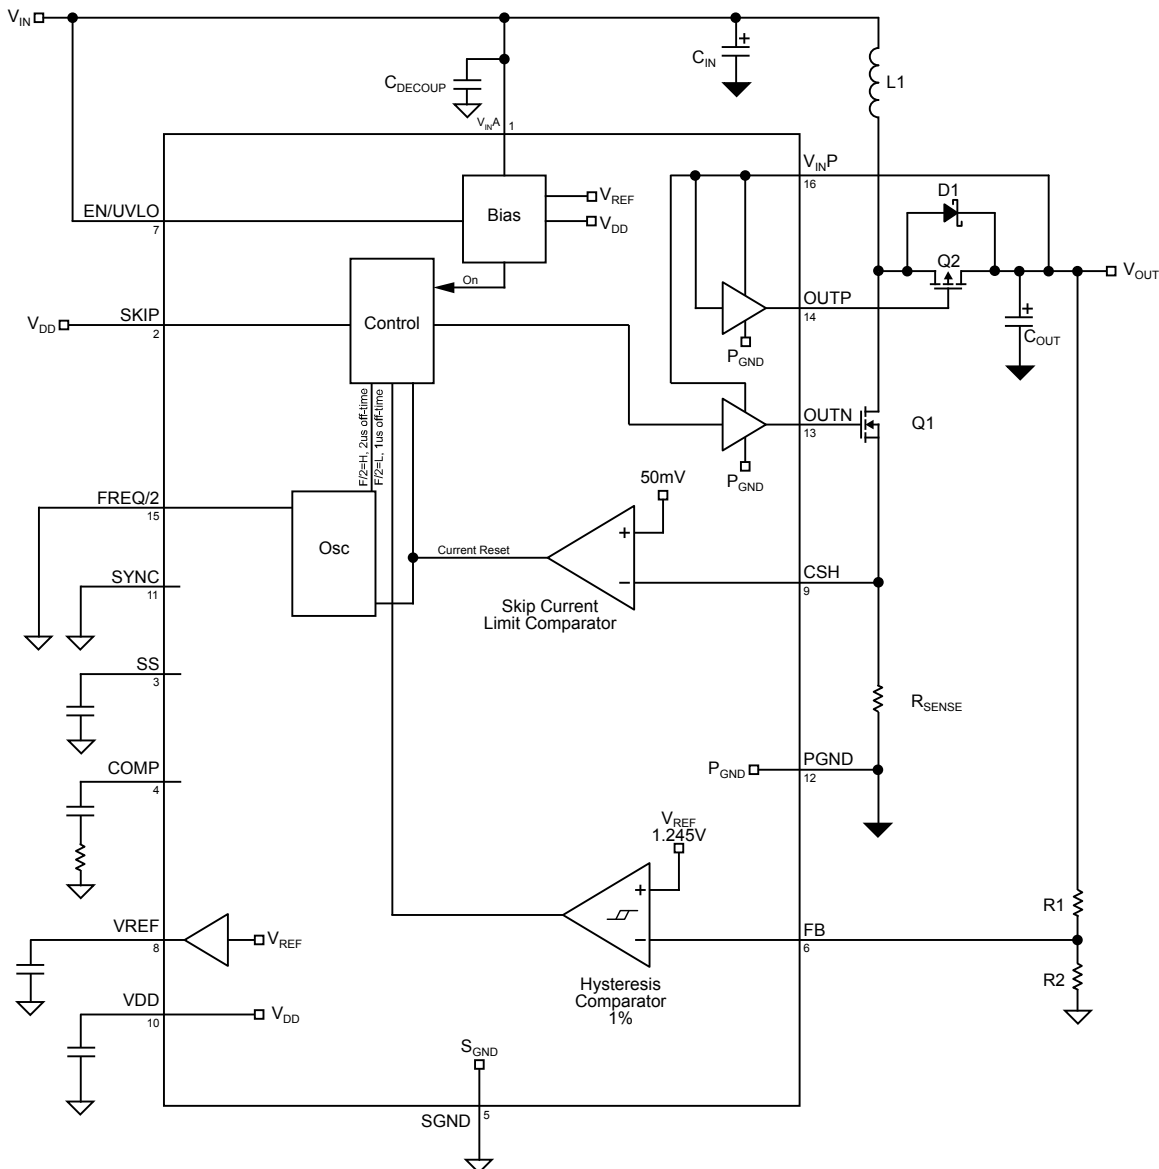 VIN
CDECOUP
CIN
+
L1
VINA
1
VINP
16
D1
EN/UVLO
7
Bias
VREF
VDD
Q2
VOUT
On
OUTP
14
+
COUT
VDD
SKIP
2
Control
PGND
F/2=H, 2us off-time
F/2=L, 1us off-time
OUTN
13
Q1
PGND
50mV
FREQ/2
15
Osc
Current Reset
+
−
CSH
9
SYNC
11
Skip Current
Limit Comparator
SS
3
RSENSE
COMP
4
PGND
PGND
12
VREF
1.245V
+
−
R1
VREF
8
VREF
FB
6
R2
Hysteresis
Comparator
1%
VDD
10
VDD
SGND
SGND
5